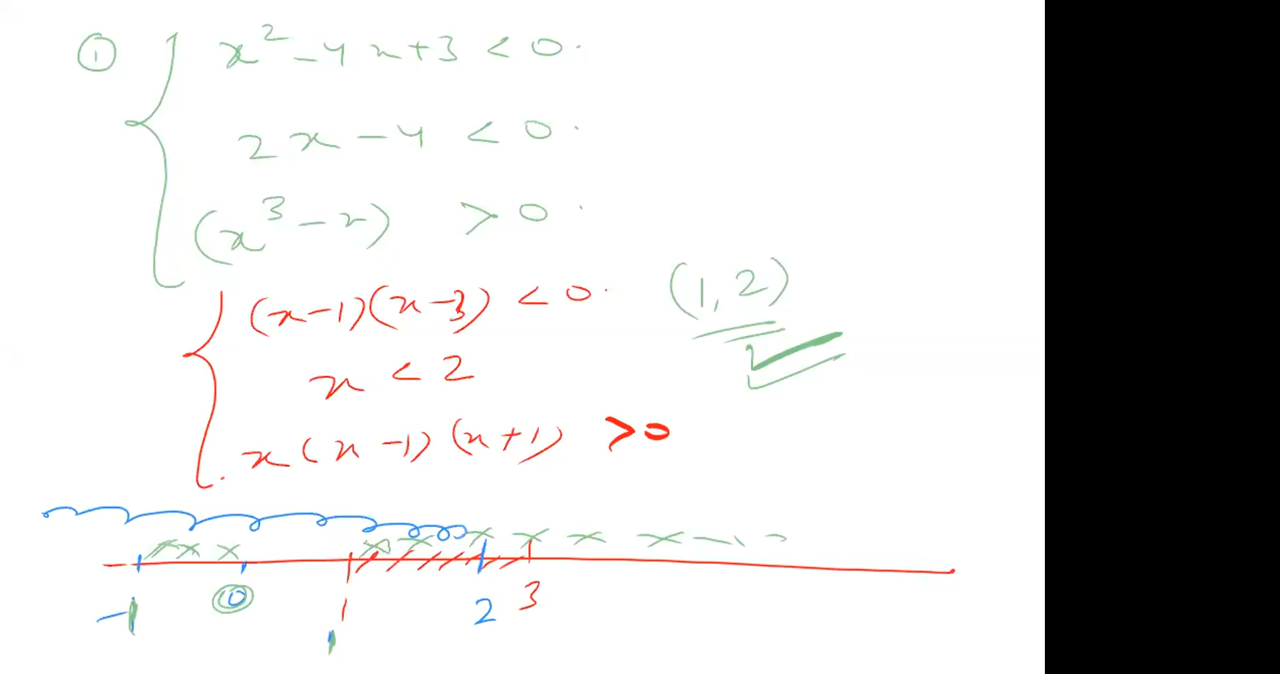 ① x² - 4x + 3 < 0.
2x - 4 < 0.
(x³ - x) > 0.
(x-1)(x-3) < 0. (1, 2)
x < 2
x(x-1)(x+1) > 0
-1 0 1 2 3